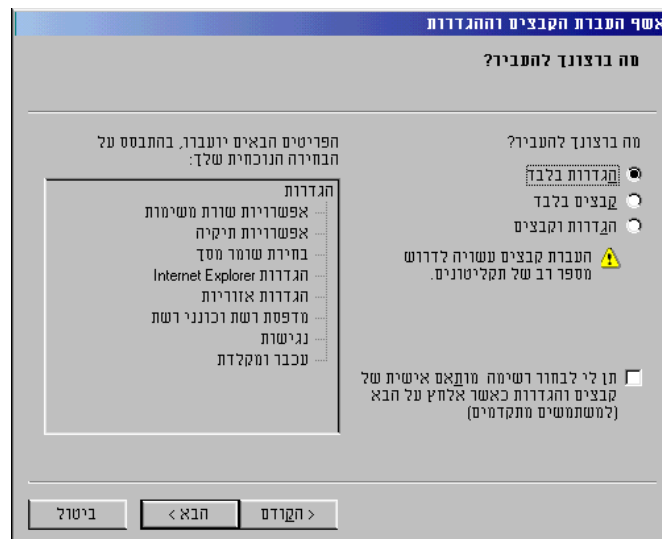 אשף העברת הקבצים וההגדרות
מה ברצונך להעביר?
מה ברצונך להעביר?
הגדרות בלבד
קבצים בלבד
הגדרות וקבצים
העברת קבצים עשויה לדרוש
מספר רב של תקליטונים.
תן לי לבחור רשימה מותאם אישית של
קבצים והגדרות כאשר אלחץ על הבא
(למשתמשים מתקדמים)
הפריטים הבאים יועברו, בהתבסס על
הבחירה הנוכחית שלך:
הגדרות
אפשרויות שורת משימות
אפשרויות תיקיה
בחירת שומר מסך
הגדרות Internet Explorer
הגדרות אזוריות
מדפסת רשת וכונני רשת
נגישות
עכבר ומקלדת
< הקודם
הבא >
ביטול